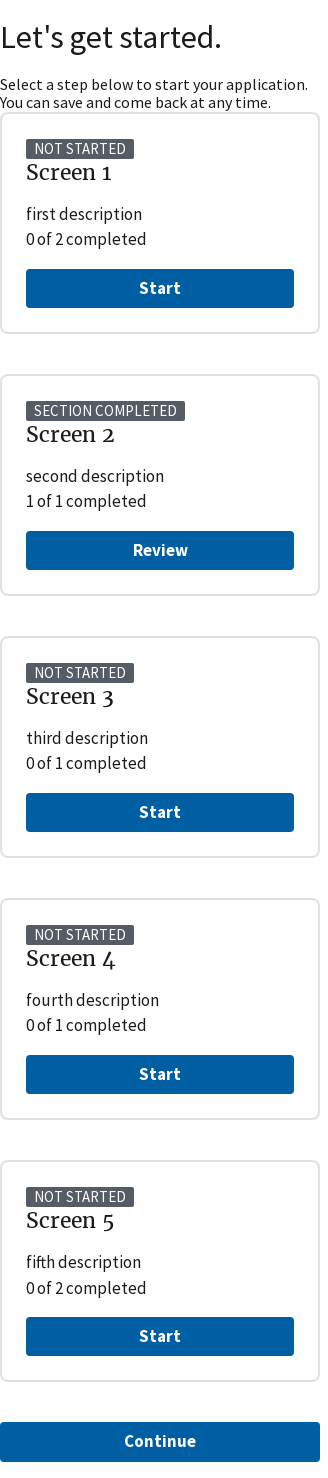 Let's get started.
Select a step below to start your application.
You can save and come back at any time.
NOT STARTED
Screen 1
first description
0 of 2 completed
Start
SECTION COMPLETED
Screen 2
second description
1 of 1 completed
Review
NOT STARTED
Screen 3
third description
0 of 1 completed
Start
NOT STARTED
Screen 4
fourth description
0 of 1 completed
Start
NOT STARTED
Screen 5
fifth description
0 of 2 completed
Start
Continue